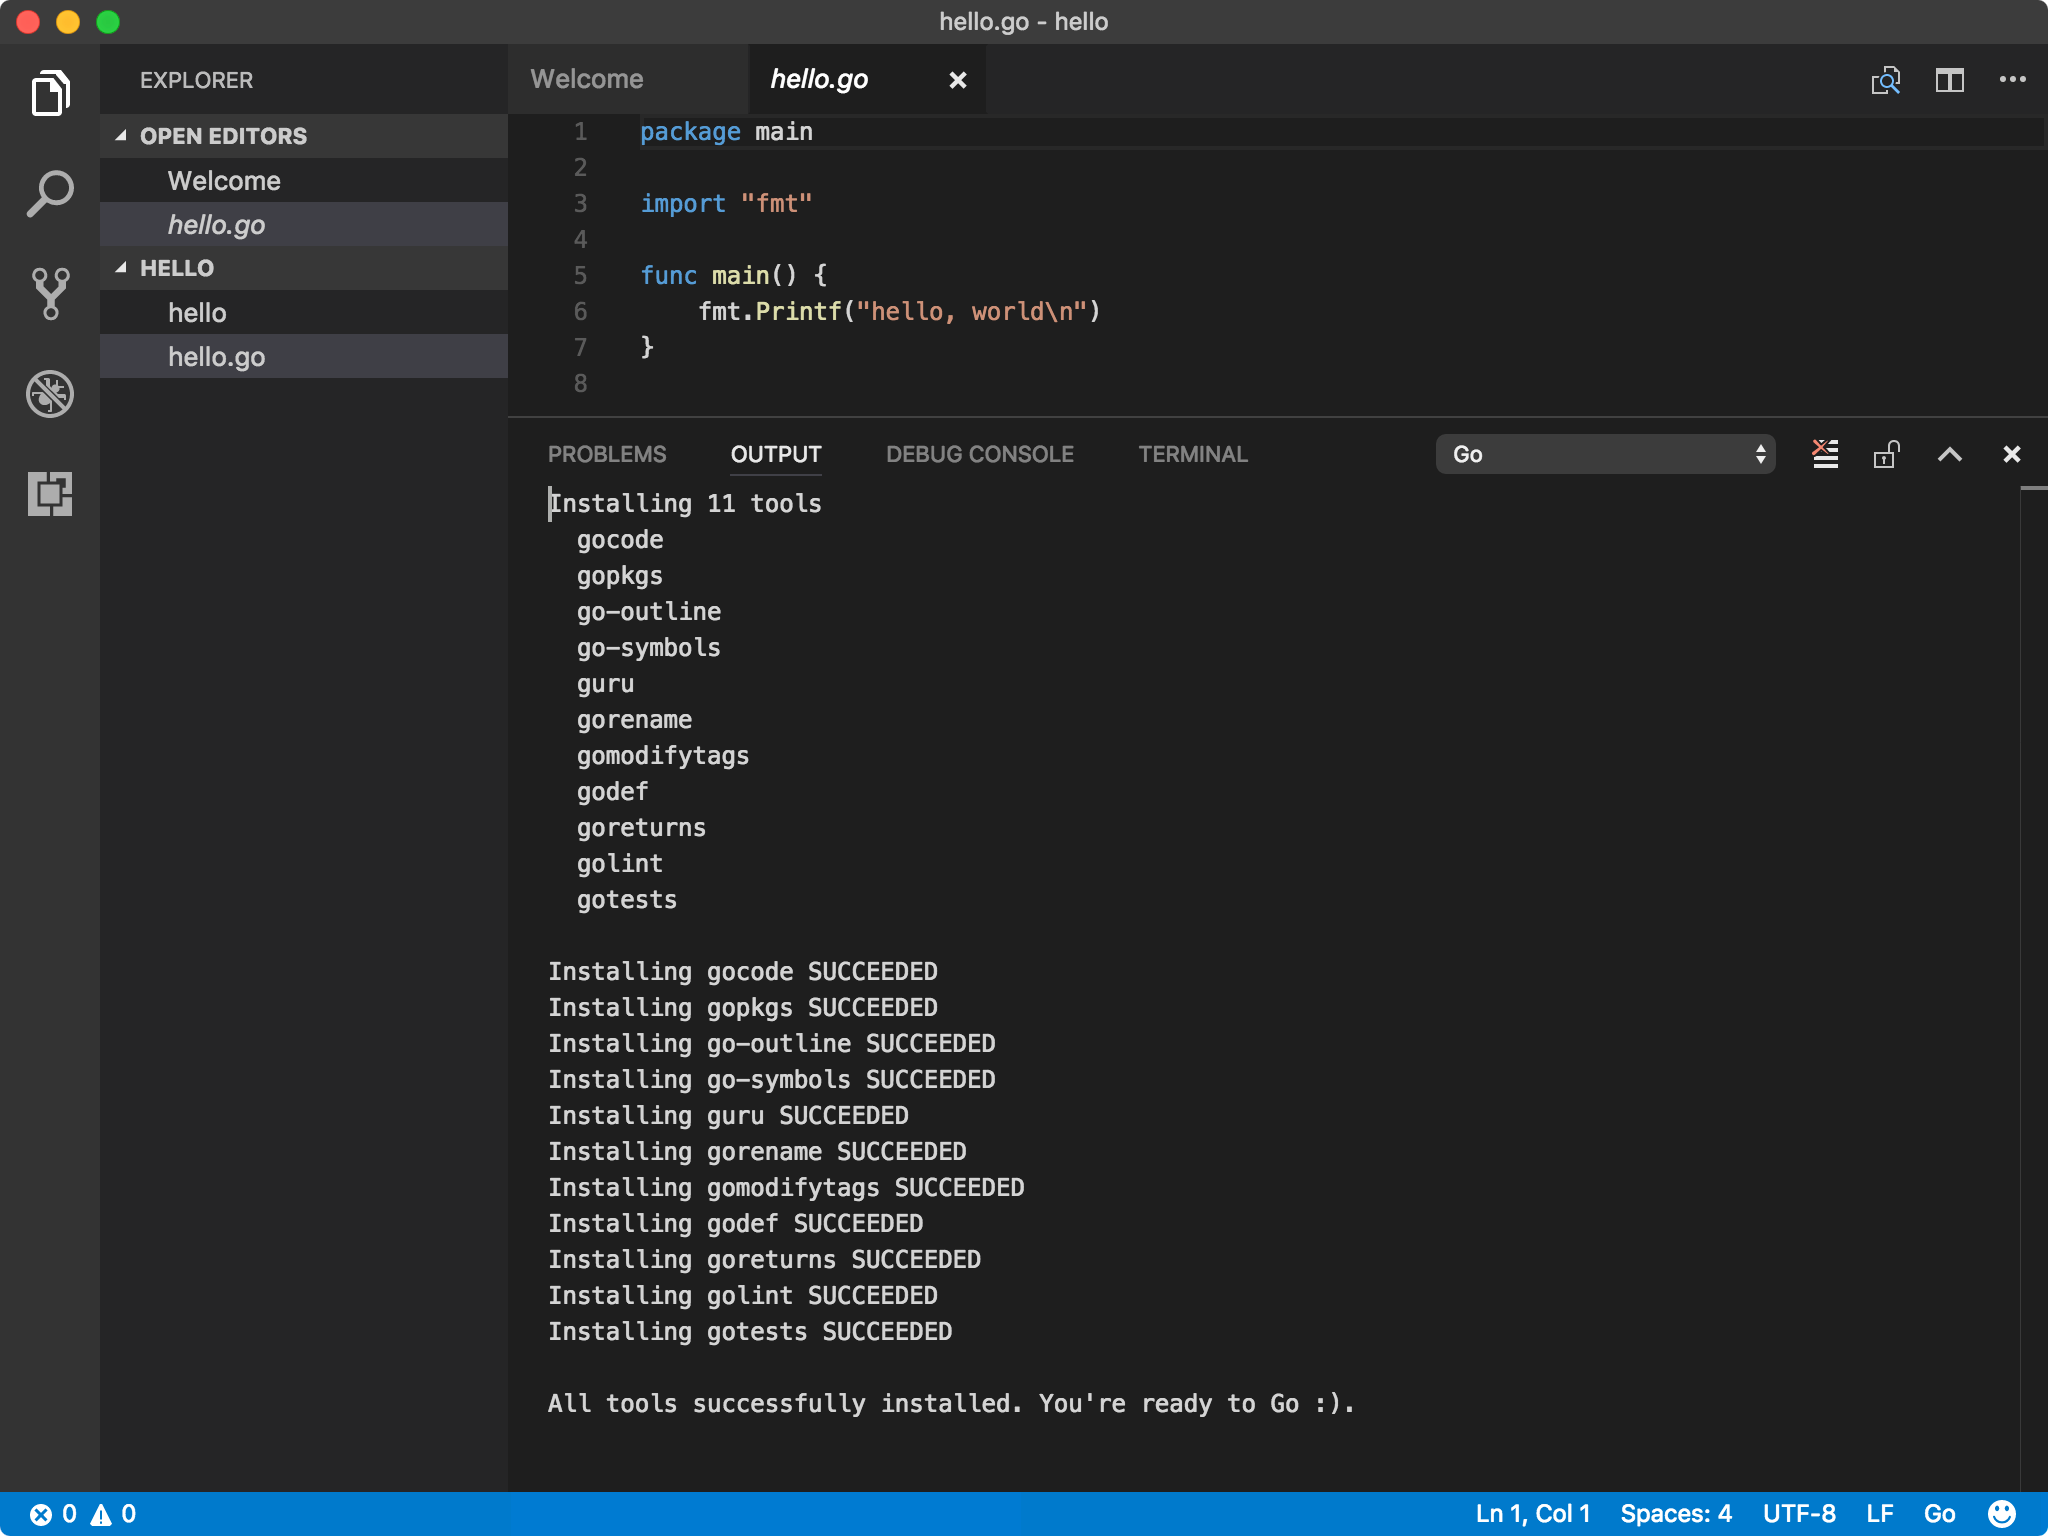 hello.go - hello
EXPLORER
OPEN EDITORS
Welcome
hello.go
HELLO
hello
hello.go
Welcome
hello.go
1 package main
2
3 import "fmt"
4
5 func main() {
6 fmt.Printf("hello, world\n")
7 }
8
PROBLEMS OUTPUT DEBUG CONSOLE TERMINAL Go
Installing 11 tools
gocode
gopkgs
go-outline
go-symbols
guru
gorename
gomodifytags
godef
goreturns
golint
gotests
Installing gocode SUCCEEDED
Installing gopkgs SUCCEEDED
Installing go-outline SUCCEEDED
Installing go-symbols SUCCEEDED
Installing guru SUCCEEDED
Installing gorename SUCCEEDED
Installing gomodifytags SUCCEEDED
Installing godef SUCCEEDED
Installing goreturns SUCCEEDED
Installing golint SUCCEEDED
Installing gotests SUCCEEDED
All tools successfully installed. You're ready to Go :).
0 0 Ln 1, Col 1 Spaces: 4 UTF-8 LF Go